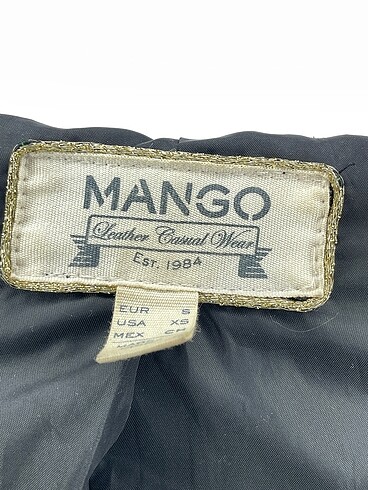 MANGO
Leather Casual Wear
EST. 1984
EUR S
USA XS
MEX